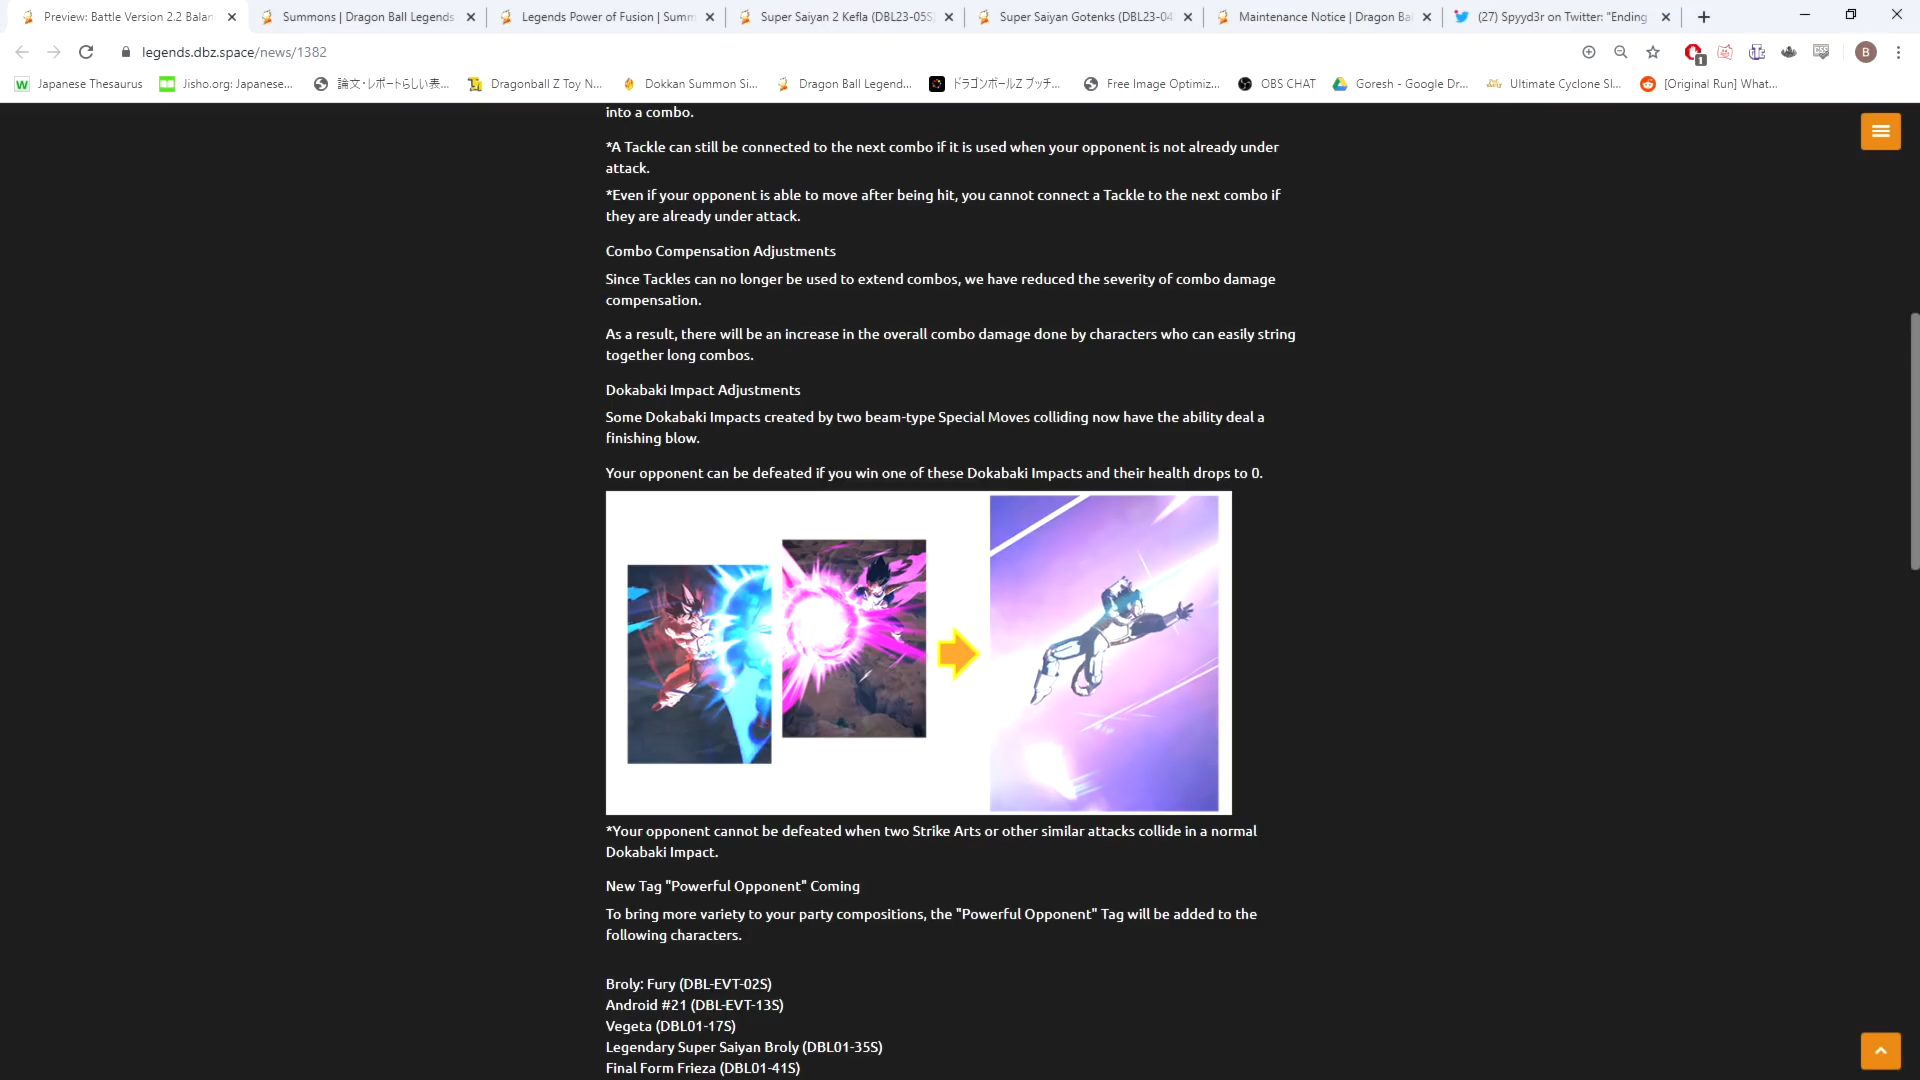 Preview: Battle Version 2.2 Balan
Summons | Dragon Ball Legends
Legends Power of Fusion | Summ
Super Saiyan 2 Kefla (DBL23-05S
Super Saiyan Gotenks (DBL23-04
Maintenance Notice | Dragon Bal
(27) Spyyd3r on Twitter: "Ending
legends.dbz.space/news/1382
1
CSS
B
W
Japanese Thesaurus
Jisho.org: Japanese...
論文・レポートらしい表...
Dragonball Z Toy N...
Dokkan Summon Si...
Dragon Ball Legend...
ドラゴンボールZ ブッチ...
Free Image Optimiz...
OBS CHAT
Goresh - Google Dr...
Ultimate Cyclone Sl...
[Original Run] What...
into a combo.
*A Tackle can still be connected to the next combo if it is used when your opponent is not already under
attack.
*Even if your opponent is able to move after being hit, you cannot connect a Tackle to the next combo if
they are already under attack.
Combo Compensation Adjustments
Since Tackles can no longer be used to extend combos, we have reduced the severity of combo damage
compensation.
As a result, there will be an increase in the overall combo damage done by characters who can easily string
together long combos.
Dokabaki Impact Adjustments
Some Dokabaki Impacts created by two beam-type Special Moves colliding now have the ability deal a
finishing blow.
Your opponent can be defeated if you win one of these Dokabaki Impacts and their health drops to 0.
*Your opponent cannot be defeated when two Strike Arts or other similar attacks collide in a normal
Dokabaki Impact.
New Tag "Powerful Opponent" Coming
To bring more variety to your party compositions, the "Powerful Opponent" Tag will be added to the
following characters.
Broly: Fury (DBL-EVT-02S)
Android #21 (DBL-EVT-13S)
Vegeta (DBL01-17S)
Legendary Super Saiyan Broly (DBL01-35S)
Final Form Frieza (DBL01-41S)